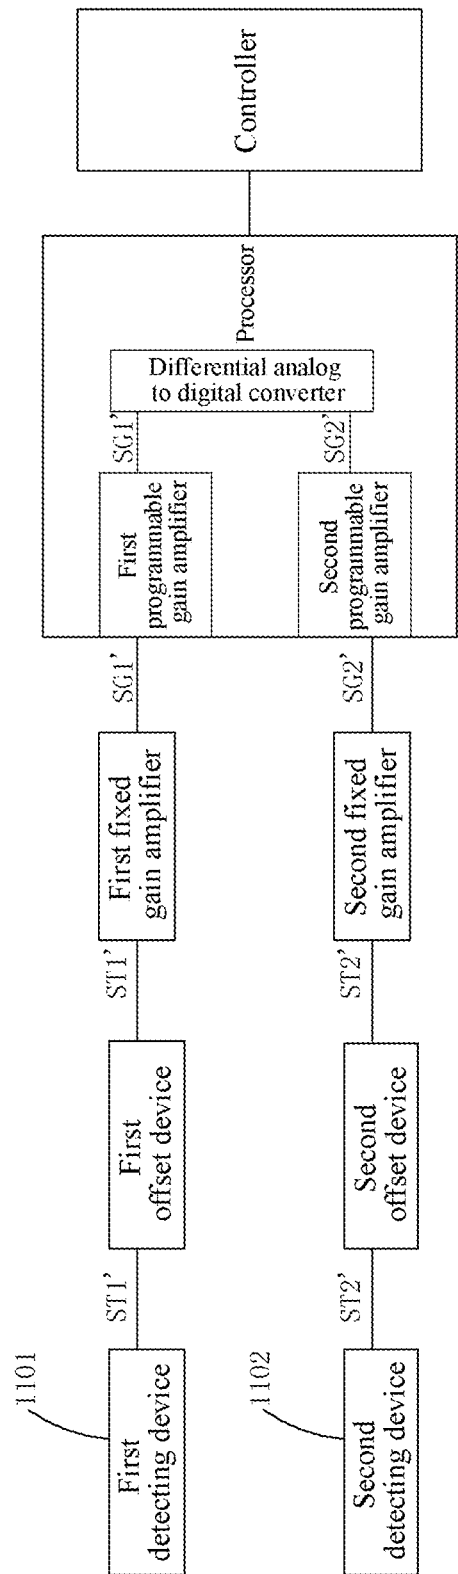 1101
First
detecting device
ST1'
First
offset device
ST1'
First fixed
gain amplifier
SG1'
First
programmable
gain amplifier
SG1'
1102
Second
detecting device
ST2'
Second
offset device
ST2'
Second fixed
gain amplifier
SG2'
Second
programmable
gain amplifier
SG2'
Differential analog
to digital converter
Processor
Controller